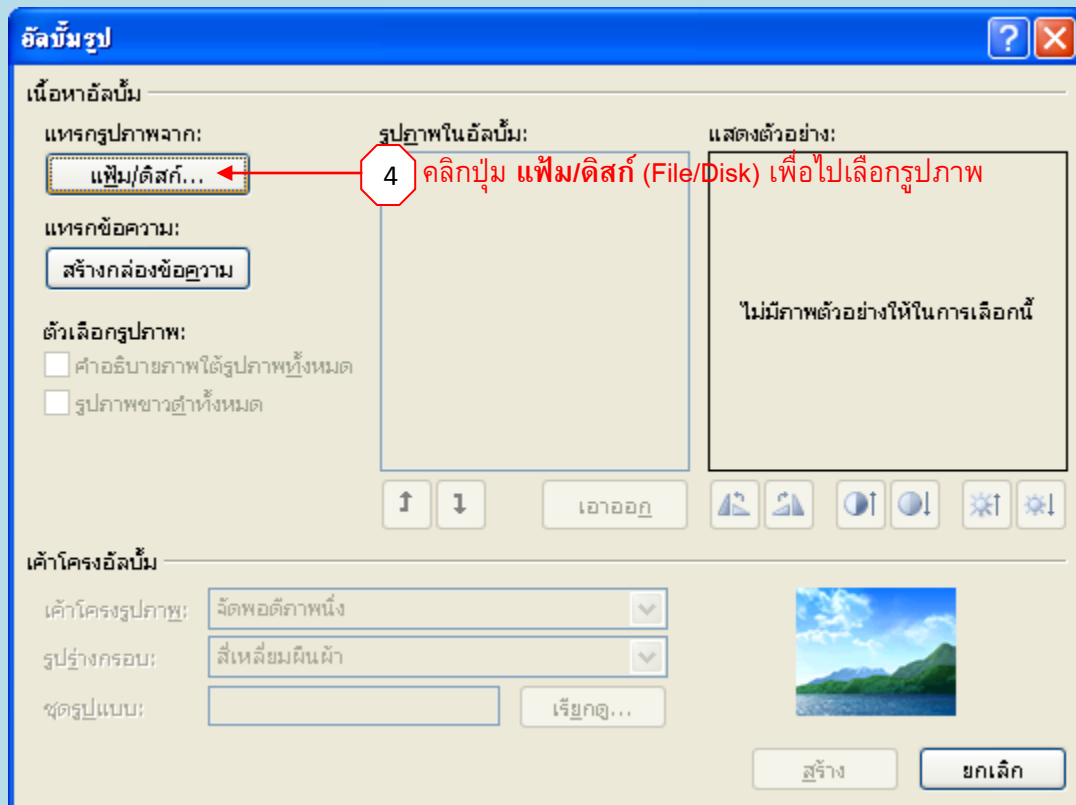 อัลบั้มรูป
เนื้อหาอัลบั้ม
แทรกรูปภาพจาก:
แฟ้ม/ดิสก์...
รูปภาพในอัลบั้ม:
แสดงตัวอย่าง:
4 คลิกปุ่ม แฟ้ม/ดิสก์ (File/Disk) เพื่อไปเลือกรูปภาพ
แทรกข้อความ:
สร้างกล่องข้อความ
ไม่มีภาพตัวอย่างให้ในการเลือกนี้
ตัวเลือกรูปภาพ:
คำอธิบายภาพใต้รูปภาพทั้งหมด
รูปภาพขาวดำทั้งหมด
เอาออก
เค้าโครงอัลบั้ม
เค้าโครงรูปภาพ: จัดพอดีภาพนิ่ง
รูปร่างกรอบ: สี่เหลี่ยมผืนผ้า
ชุดรูปแบบ: เรียกดู...
สร้าง ยกเลิก